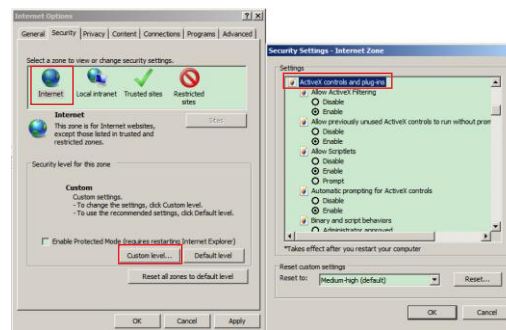 Internet Options
General Security Privacy Content Connections Programs Advanced
Select a zone to view or change security settings.
Internet Local intranet Trusted sites Restricted sites
Internet
This zone is for Internet websites,
except those listed in trusted and
restricted zones.
Sites
Security level for this zone
Custom
Custom settings.
- To change the settings, click Custom level.
- To use the recommended settings, click Default level.
Enable Protected Mode (requires restarting Internet Explorer)
Custom level... Default level
Reset all zones to default level
OK Cancel Apply
Security Settings - Internet Zone
Settings
ActiveX controls and plug-ins
Allow ActiveX Filtering
Disable
Enable
Allow previously unused ActiveX controls to run without prom
Disable
Enable
Allow Scriptlets
Disable
Enable
Prompt
Automatic prompting for ActiveX controls
Disable
Enable
Binary and script behaviors
Administrator approved
*Takes effect after you restart your computer
Reset custom settings
Reset to: Medium-high (default) Reset...
OK Cancel